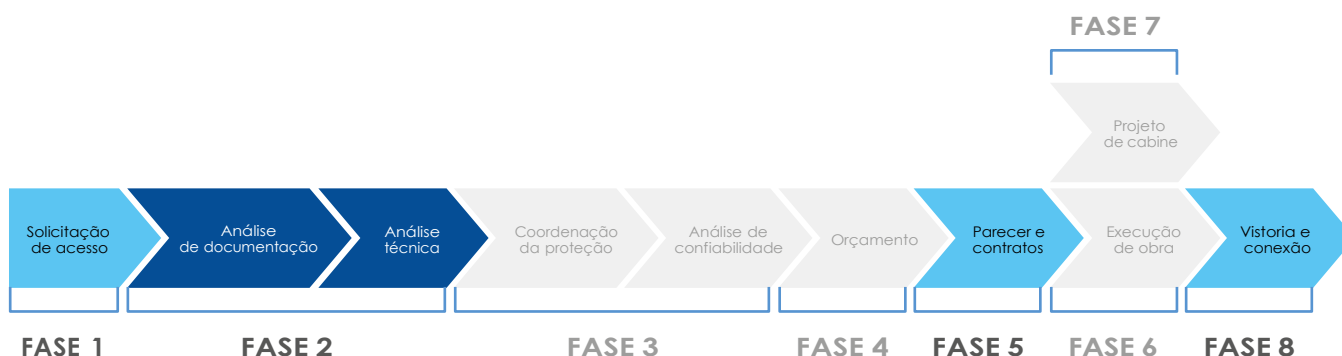 FASE 7
Projeto
de cabine
Solicitação
de acesso
Análise
de documentação
Análise
técnica
Coordenação
da proteção
Análise de
confiabilidade
Orçamento
Parecer e
contratos
Execução
de obra
Vistoria e
conexão
FASE 1
FASE 2
FASE 3
FASE 4
FASE 5
FASE 6
FASE 8